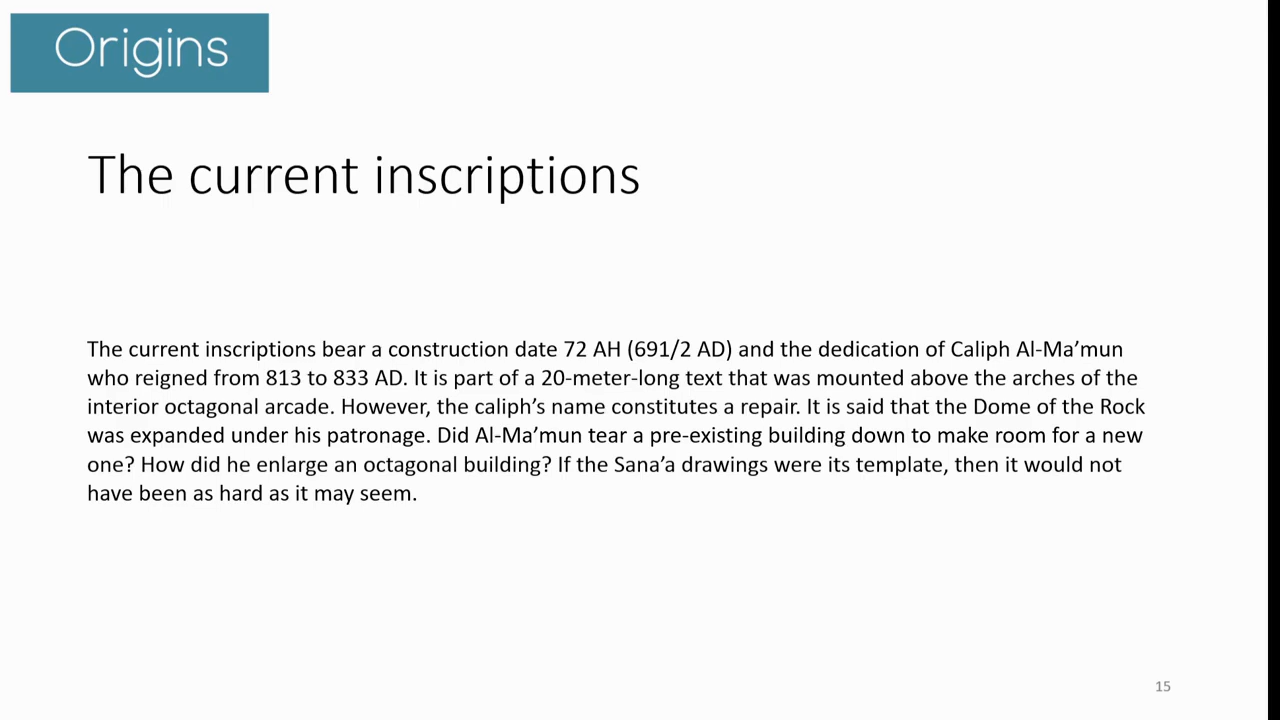 Origins
The current inscriptions
The current inscriptions bear a construction date 72 AH (691/2 AD) and the dedication of Caliph Al-Ma’mun
who reigned from 813 to 833 AD. It is part of a 20-meter-long text that was mounted above the arches of the
interior octagonal arcade. However, the caliph’s name constitutes a repair. It is said that the Dome of the Rock
was expanded under his patronage. Did Al-Ma’mun tear a pre-existing building down to make room for a new
one? How did he enlarge an octagonal building? If the Sana’a drawings were its template, then it would not
have been as hard as it may seem.
15